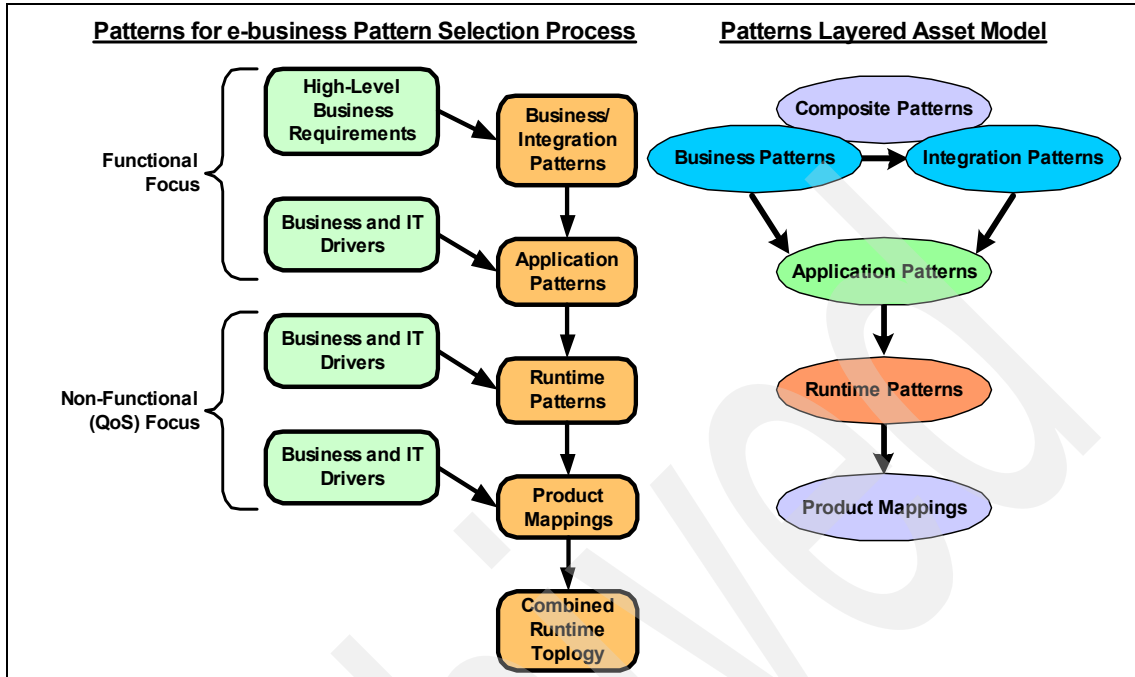 Patterns for e-business Pattern Selection Process
Patterns Layered Asset Model
High-Level
Business
Requirements
Business/
Integration
Patterns
Functional
Focus
Business and IT
Drivers
Application
Patterns
Business and IT
Drivers
Runtime
Patterns
Non-Functional
(QoS) Focus
Business and IT
Drivers
Product
Mappings
Combined
Runtime
Toplogy
Composite Patterns
Business Patterns
Integration Patterns
Application Patterns
Runtime Patterns
Product Mappings